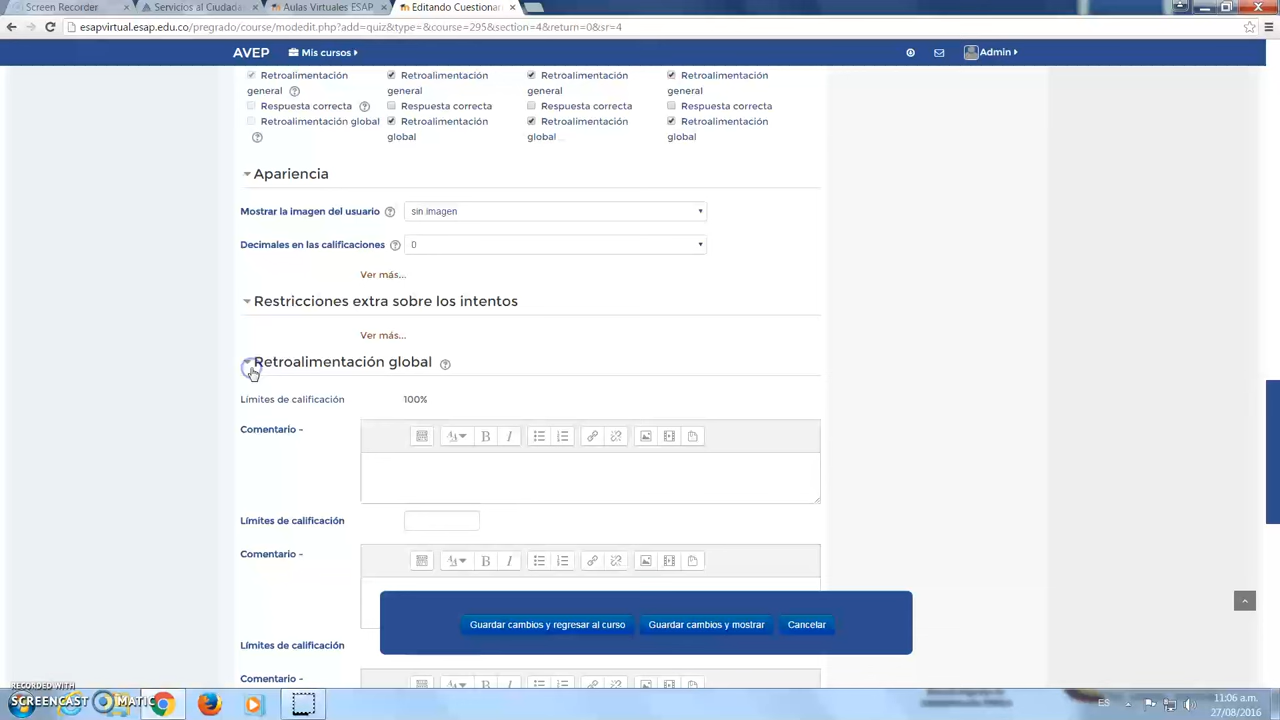 Screen Recorder
Servicios al Ciudada
Aulas Virtuales ESAP
Editando Cuestionar
esapvirtual.esap.edu.co/pregrado/course/modedit.php?add=quiz&type=&course=295&section=4&return=0&sr=4
AVEP
Mis cursos
Admin
Retroalimentación general
Retroalimentación general
Retroalimentación general
Retroalimentación general
Respuesta correcta
Respuesta correcta
Respuesta correcta
Respuesta correcta
Retroalimentación global
Retroalimentación global
Retroalimentación global
Retroalimentación global
Apariencia
Mostrar la imagen del usuario
sin imagen
Decimales en las calificaciones
0
Ver más...
Restricciones extra sobre los intentos
Ver más...
Retroalimentación global
Límites de calificación
100%
Comentario -
Límites de calificación
Comentario -
Guardar cambios y regresar al curso
Guardar cambios y mostrar
Cancelar
Límites de calificación
Comentario -
RECORDED WITH
SCREENCAST MATIC
ES
11:06 a.m.
27/08/2016